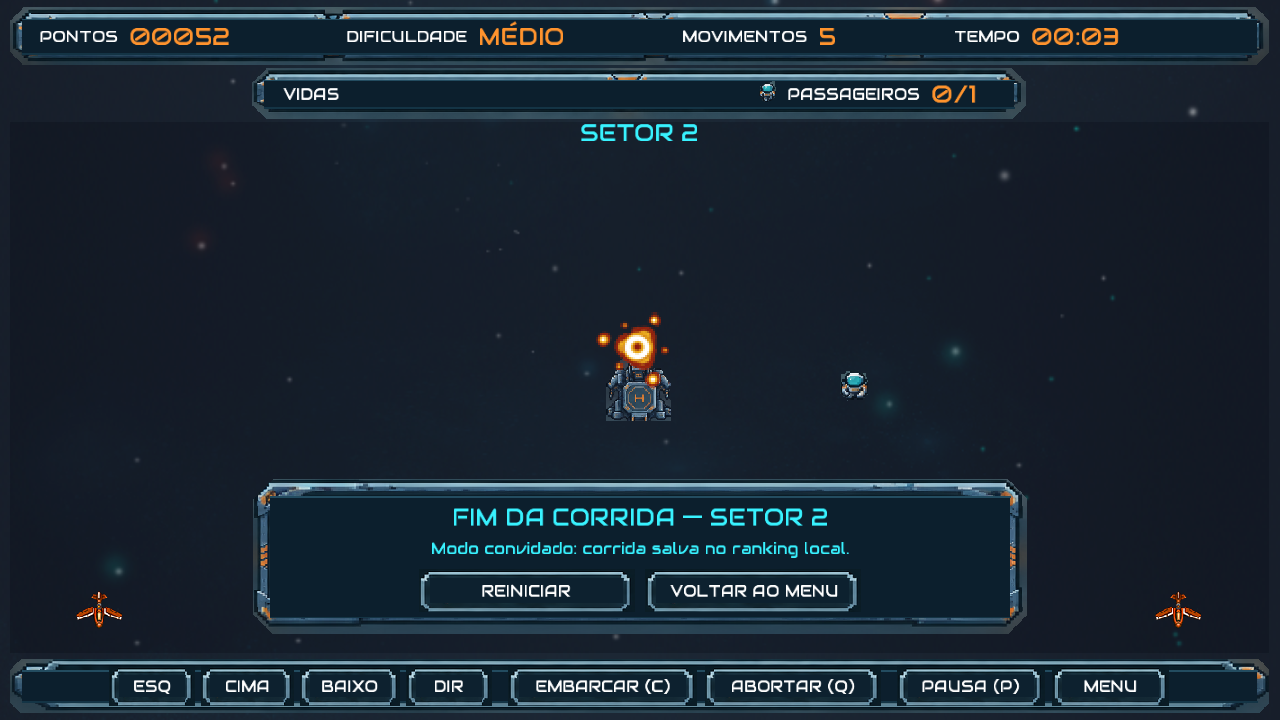 PONTOS 00052 DIFICULDADE MÉDIO MOVIMENTOS 5 TEMPO 00:03
VIDAS PASSAGEIROS 0/1
SETOR 2
H
FIM DA CORRIDA — SETOR 2
Modo convidado: corrida salva no ranking local.
REINICIAR VOLTAR AO MENU
ESQ CIMA BAIXO DIR EMBARCAR (C) ABORTAR (Q) PAUSA (P) MENU